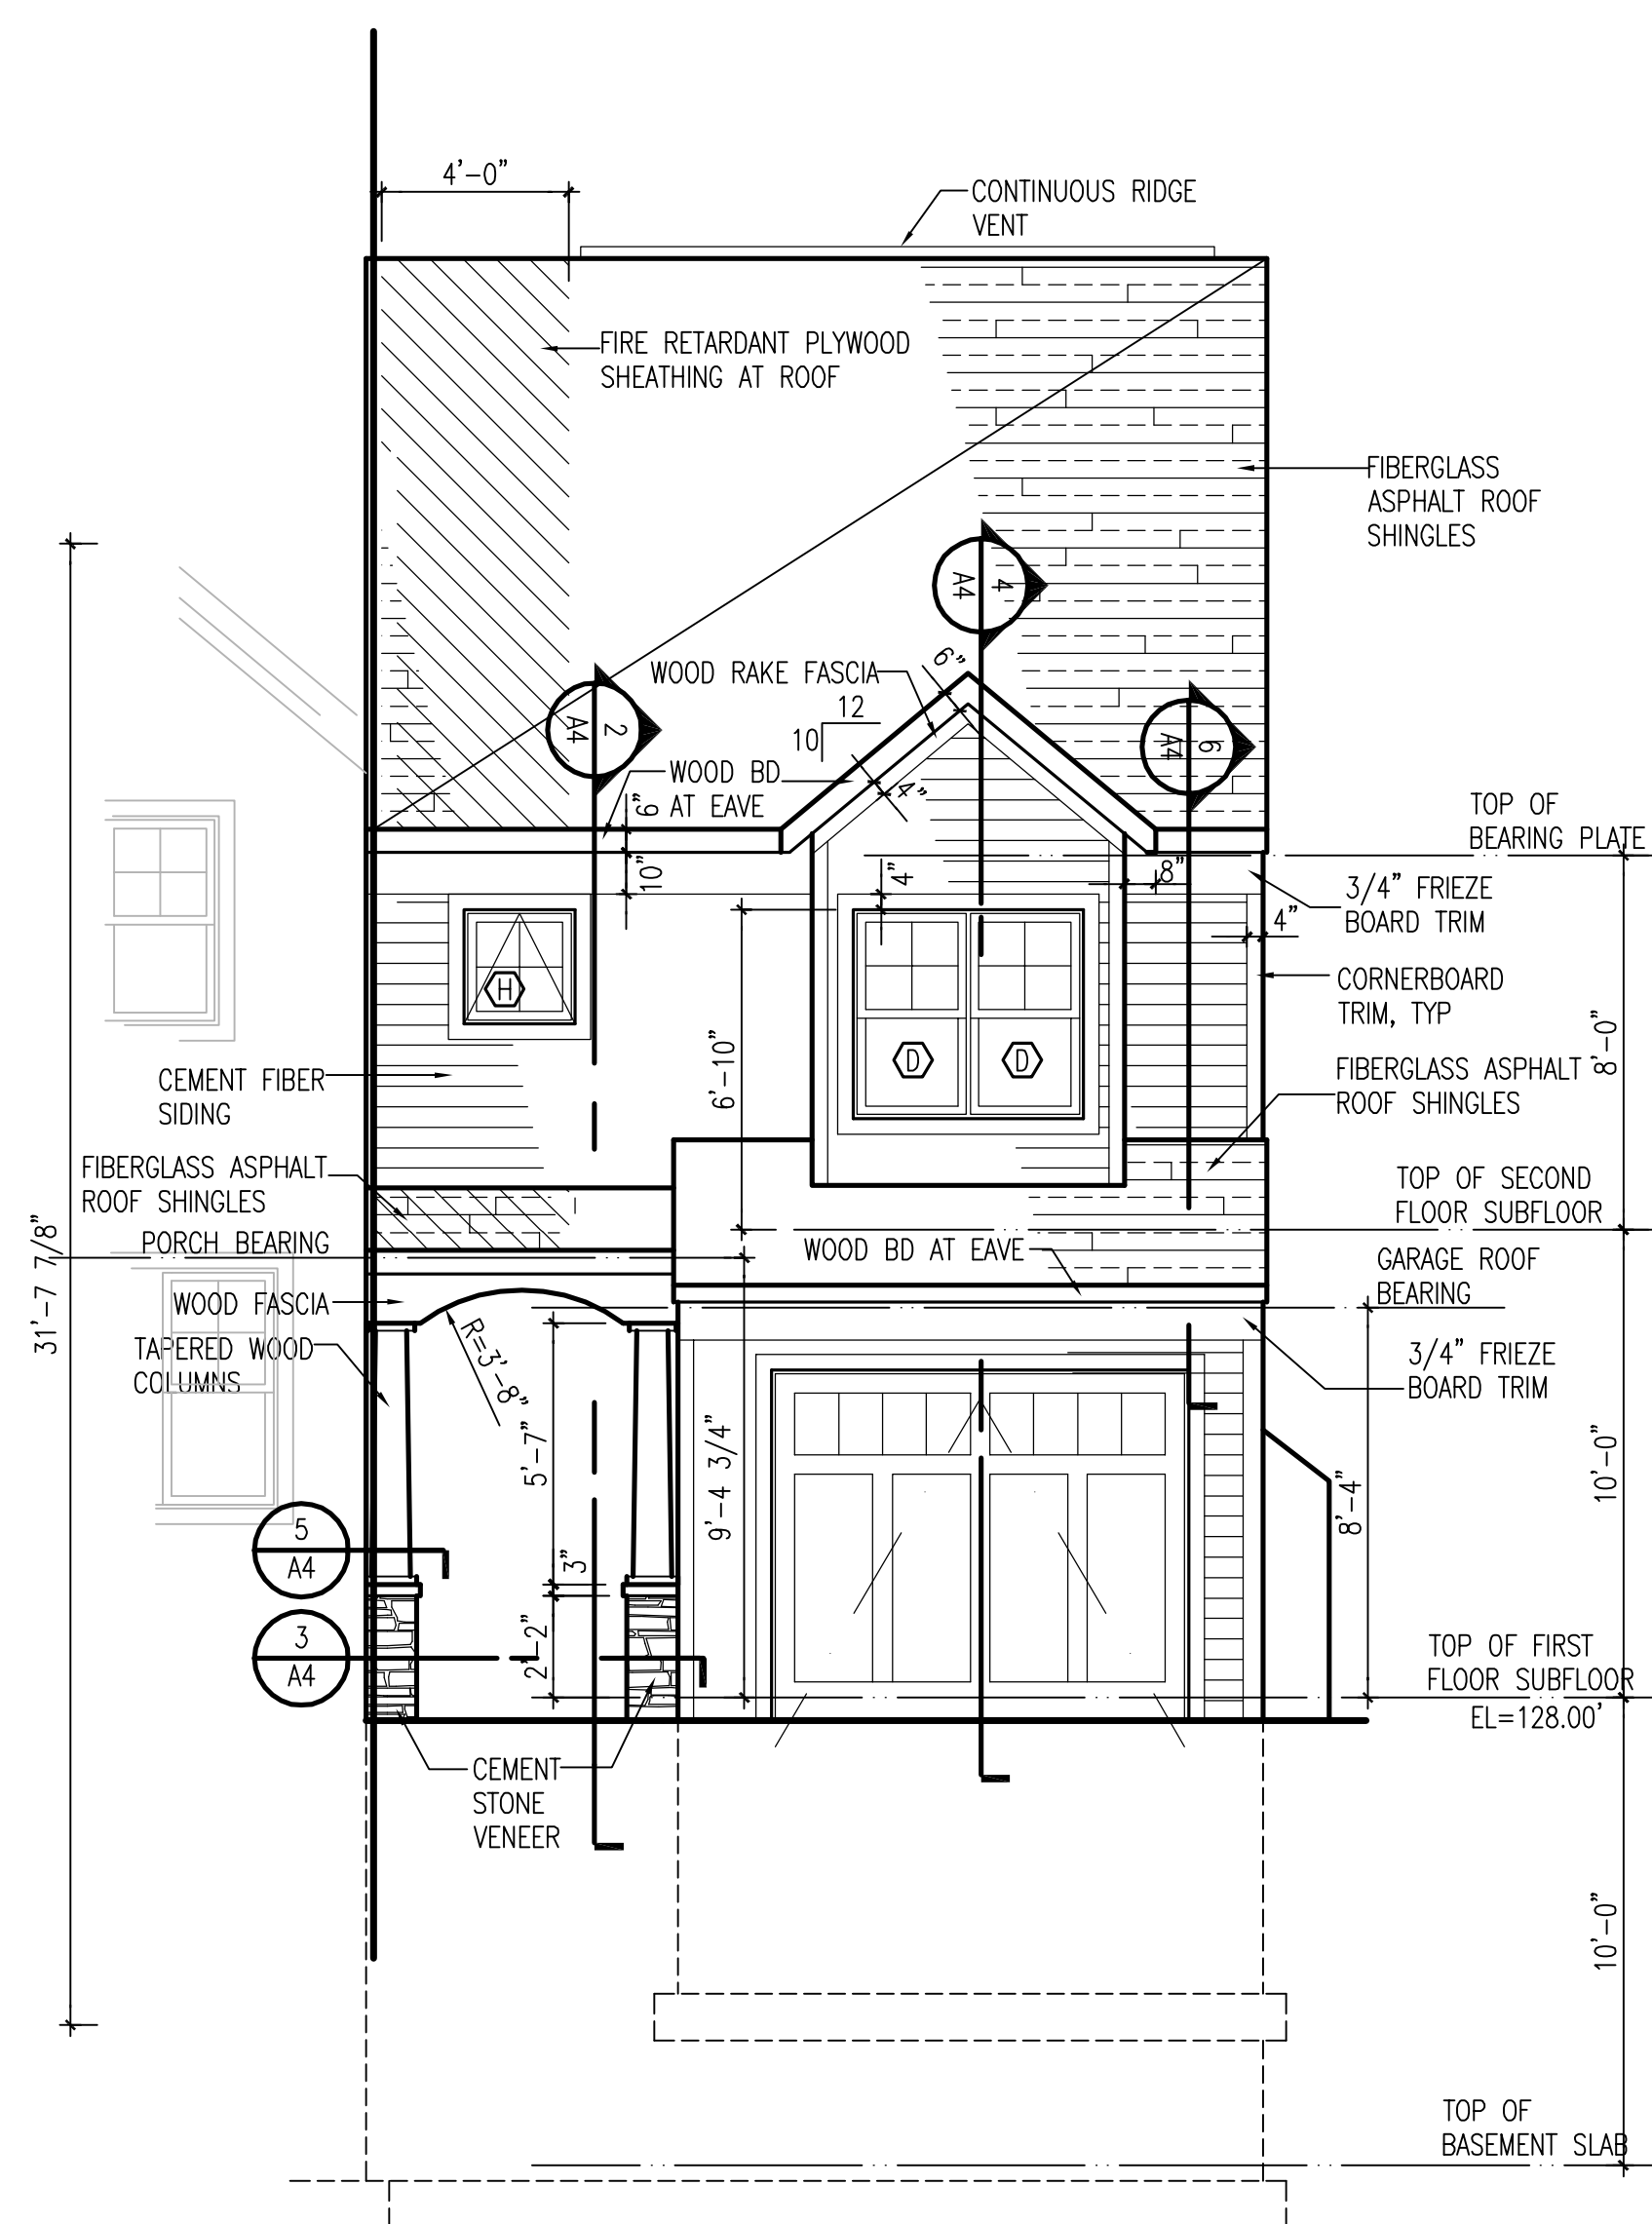 4'-0"
CONTINUOUS RIDGE
VENT
FIRE RETARDANT PLYWOOD
SHEATHING AT ROOF
FIBERGLASS
ASPHALT ROOF
SHINGLES
4
A4
WOOD RAKE FASCIA
6"
12
10
2
A4
6
A4
WOOD BD
AT EAVE
6"
4"
TOP OF
BEARING PLATE
10"
4"
8"
3/4" FRIEZE
BOARD TRIM
4"
CORNERBOARD
TRIM, TYP
H
D
D
8'-0"
6'-10"
CEMENT FIBER
SIDING
FIBERGLASS ASPHALT
ROOF SHINGLES
FIBERGLASS ASPHALT
ROOF SHINGLES
TOP OF SECOND
FLOOR SUBFLOOR
31'-7 7/8"
PORCH BEARING
WOOD BD AT EAVE
GARAGE ROOF
BEARING
WOOD FASCIA
R=3'-8"
TAPERED WOOD
COLUMNS
3/4" FRIEZE
BOARD TRIM
5'-7"
9'-4 3/4"
8'-4"
10'-0"
5
A4
3"
3
A4
2'-2"
TOP OF FIRST
FLOOR SUBFLOOR
EL=128.00'
CEMENT
STONE
VENEER
10'-0"
TOP OF
BASEMENT SLAB